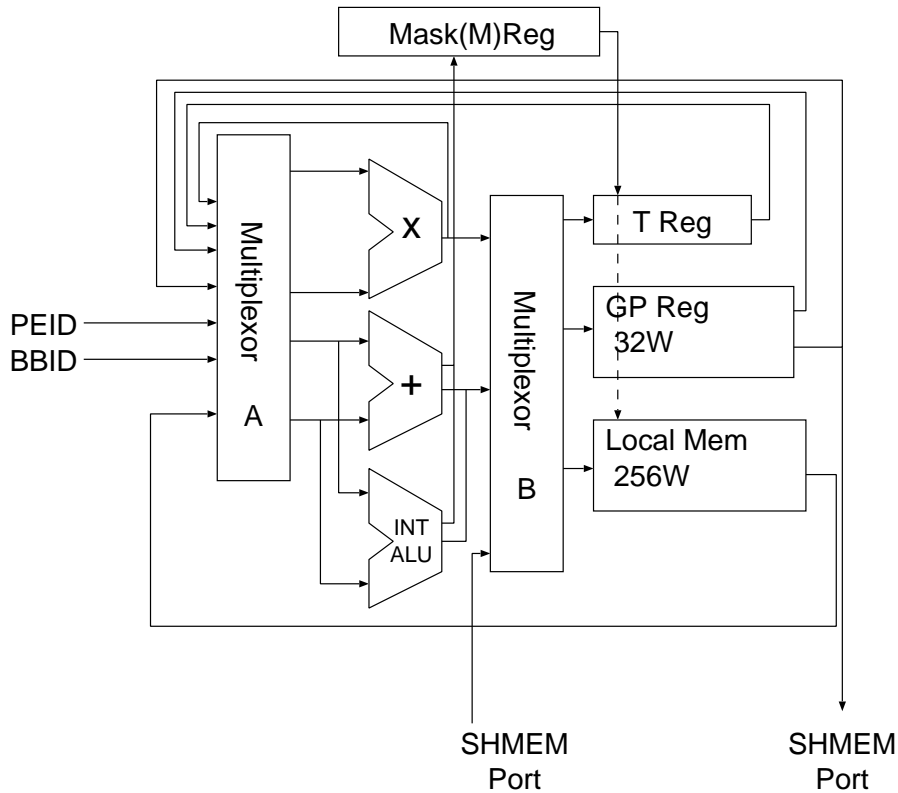 Mask(M)Reg
Multiplexor
A
X
+
INT
ALU
Multiplexor
B
T Reg
GP Reg
32W
Local Mem
256W
PEID
BBID
SHMEM
Port
SHMEM
Port